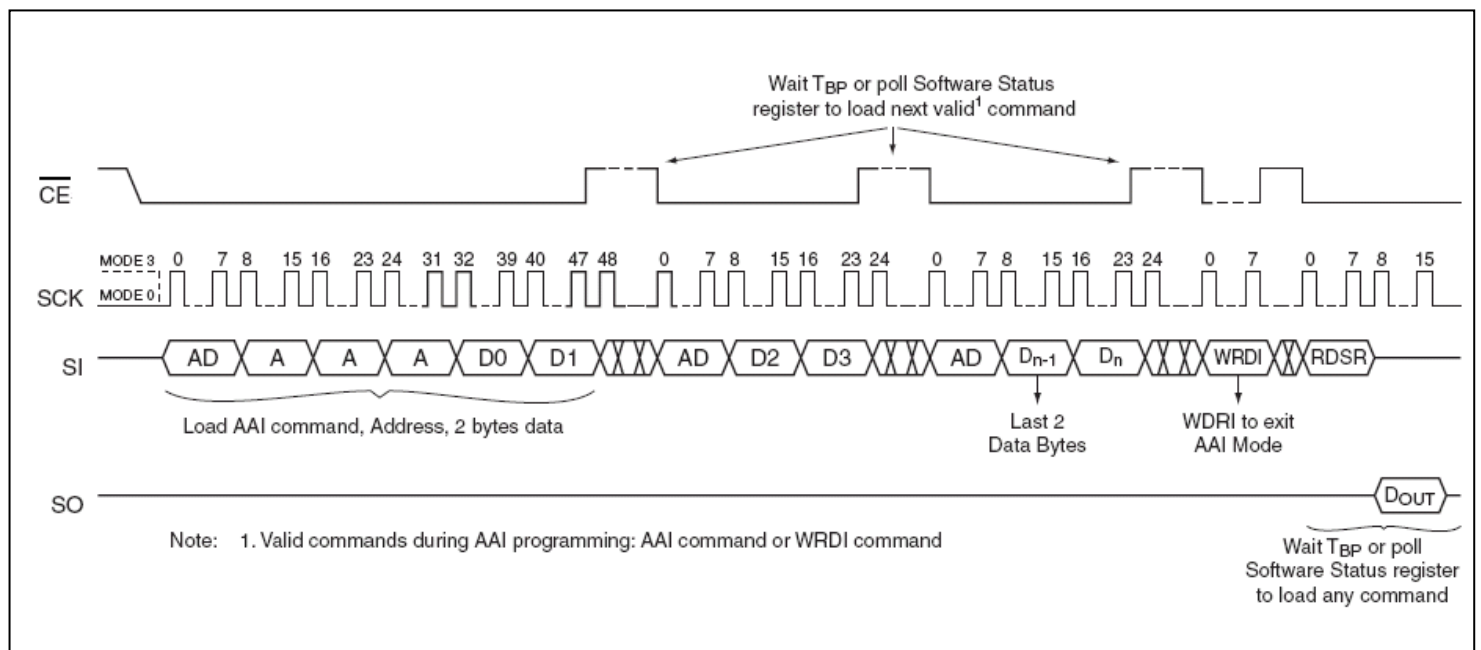 Wait TBP or poll Software Status
register to load next valid1 command
CE
MODE 3 0 7 8 15 16 23 24 31 32 39 40 47 48 0 7 8 15 16 23 24 0 7 8 15 16 23 24 0 7 0 7 8 15
MODE 0
SCK
SI AD A A A D0 D1 AD D2 D3 AD Dn-1 Dn WRDI RDSR
Load AAI command, Address, 2 bytes data
Last 2
Data Bytes
WDRI to exit
AAI Mode
SO DOUT
Note: 1. Valid commands during AAI programming: AAI command or WRDI command
Wait TBP or poll
Software Status register
to load any command